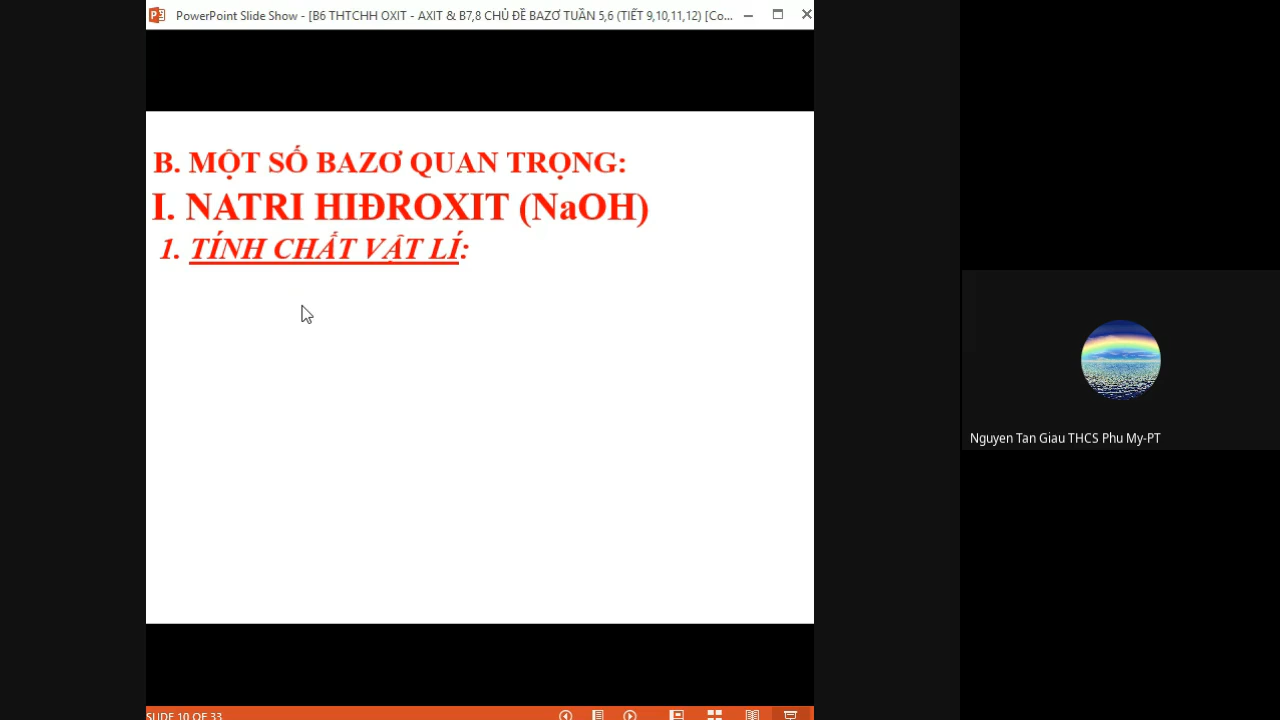 PowerPoint Slide Show - [B6 THTCHH OXIT - AXIT & B7,8 CHỦ ĐỀ BAZƠ TUẦN 5,6 (TIẾT 9,10,11,12) [Co...
B. MỘT SỐ BAZƠ QUAN TRỌNG:
I. NATRI HIĐROXIT (NaOH)
1. TÍNH CHẤT VẬT LÍ:
Nguyen Tan Giau THCS Phu My-PT
SLIDE 10 OF 33